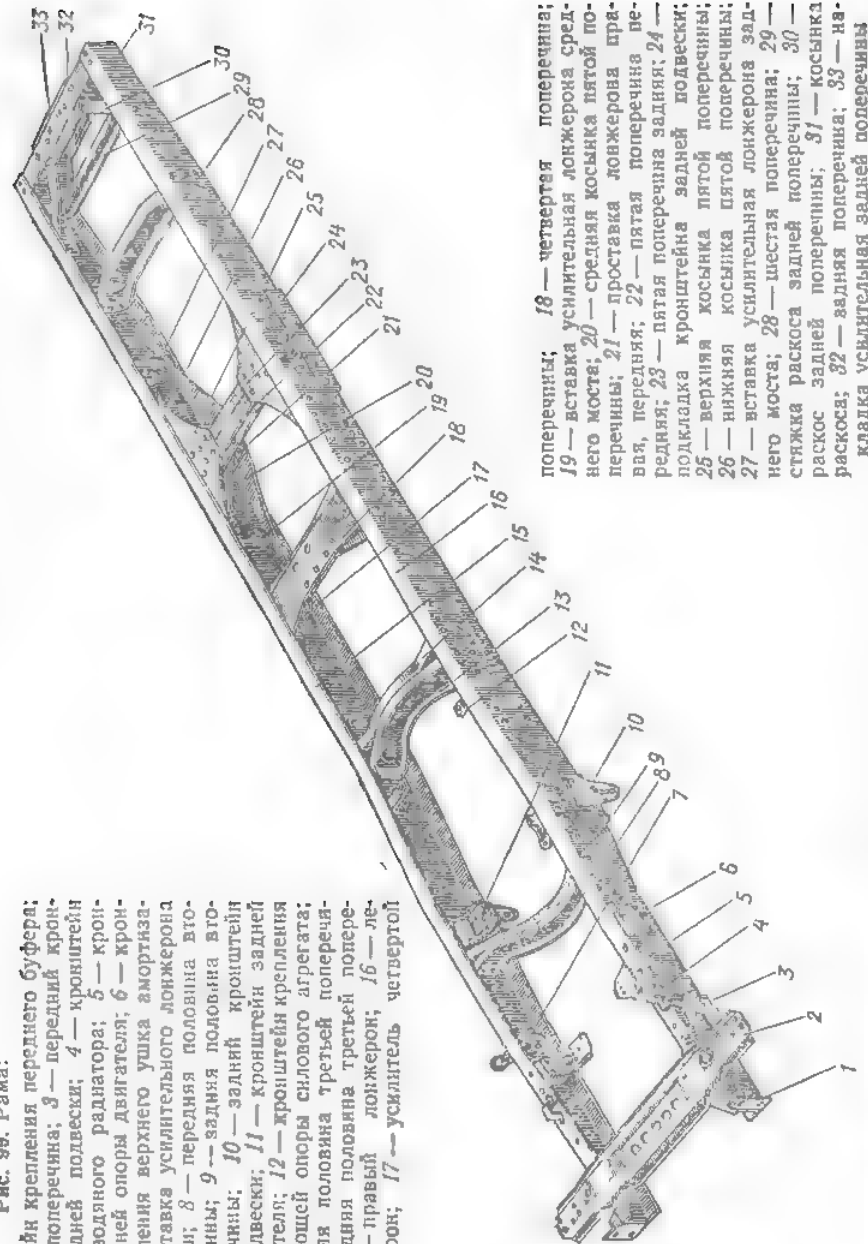 Рис. Рама:
йн крепления переднего буфера;
поперечина; 3 — передний крон-
дней подвески; 4 — кронштейн
водяного радиатора; 5 — крон-
ней опоры двигателя; 6 — крон-
ления верхнего ушка амортиза-
тавка усилительного лонжерона
и; 8 — передняя половина вто-
ины; 9 — задняя половина вто-
чины; 10 — задний кронштейн
двески; 11 — кронштейн задней
теля; 12 — кронштейн крепления
ющей опоры силового агрегата;
яя половина третьей поперечи-
дняя половина третьей попере-
— правый лонжерон; 16 — ле-
рон; 17 — усилитель четвертой
поперечины; 18 — четвертая поперечина;
19 — вставка усилительная лонжерона сред-
него моста; 20 — средняя косынка пятой по-
перечины; 21 — проставка лонжерона пра-
вая, передняя; 22 — пятая поперечина пе-
редняя; 23 — пятая поперечина задняя; 24 —
подкладка кронштейна задней подвески;
25 — верхняя косынка пятой поперечины;
26 — нижняя косынка пятой поперечины;
27 — вставка усилительная лонжерона зад-
него моста; 28 — шестая поперечина; 29 —
стяжка раскоса задней поперечины; 30 —
раскос задней поперечины; 31 — косынка
раскоса; 32 — задняя поперечина; 33 — на-
кладка усилительная задней поперечины
1
2
3
4
5
6
7
8
9
10
11
12
13
14
15
16
17
18
19
20
21
22
23
24
25
26
27
28
29
30
31
32
33